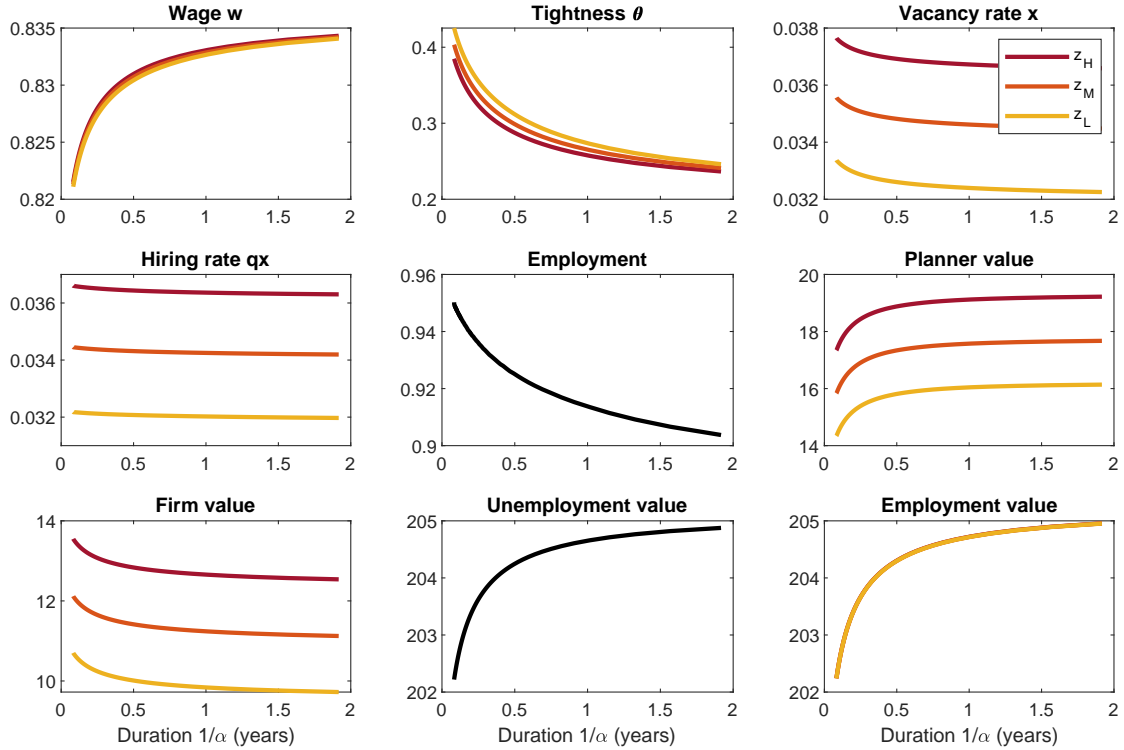 Wage w
0.835
0.83
0.825
0.82
0 0.5 1 1.5 2
Tightness θ
0.4
0.3
0.2
0 0.5 1 1.5 2
Vacancy rate x
0.038
0.036
0.034
0.032
0 0.5 1 1.5 2
z_H
z_M
z_L
Hiring rate qx
0.036
0.034
0.032
0 0.5 1 1.5 2
Employment
0.96
0.94
0.92
0.9
0 0.5 1 1.5 2
Planner value
20
18
16
14
0 0.5 1 1.5 2
Firm value
14
12
10
0 0.5 1 1.5 2
Duration 1/α (years)
Unemployment value
205
204
203
202
0 0.5 1 1.5 2
Duration 1/α (years)
Employment value
205
204
203
202
0 0.5 1 1.5 2
Duration 1/α (years)